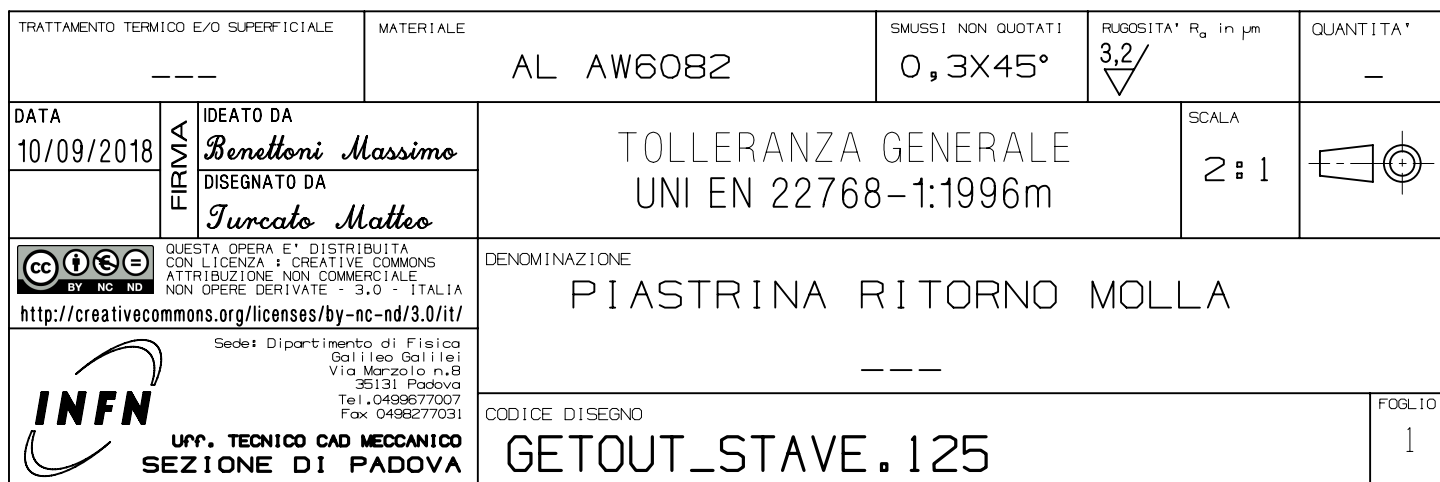 TRATTAMENTO TERMICO E/O SUPERFICIALE
---
MATERIALE
AL AW6082
SMUSSI NON QUOTATI
0,3X45°
RUGOSITA' Ra in µm
3,2
QUANTITA'
-
DATA
10/09/2018
FIRMA
IDEATO DA
Benettoni Massimo
DISEGNATO DA
Turcato Matteo
TOLLERANZA GENERALE
UNI EN 22768-1:1996m
SCALA
2:1
cc
BY NC ND
QUESTA OPERA E' DISTRIBUITA
CON LICENZA : CREATIVE COMMONS
ATTRIBUZIONE NON COMMERCIALE
NON OPERE DERIVATE - 3.0 - ITALIA
http://creativecommons.org/licenses/by-nc-nd/3.0/it/
DENOMINAZIONE
PIASTRINA RITORNO MOLLA
---
INFN
Sede: Dipartimento di Fisica
Galileo Galilei
Via Marzolo n.8
35131 Padova
Tel.0499677007
Fax 0498277031
Uff. TECNICO CAD MECCANICO
SEZIONE DI PADOVA
CODICE DISEGNO
GETOUT_STAVE.125
FOGLIO
1